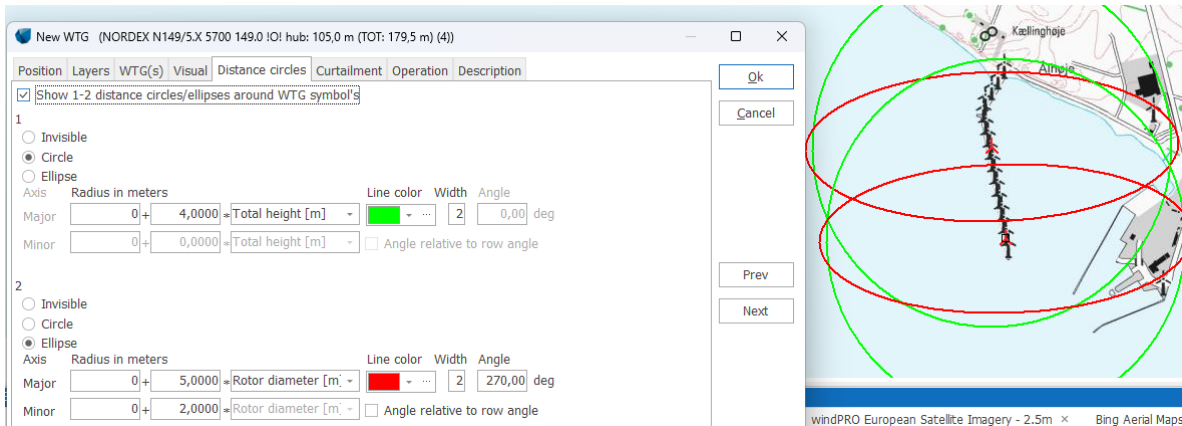 New WTG (NORDEX N149/5.X 5700 149.0 !O! hub: 105,0 m (TOT: 179,5 m) (4))
Position Layers WTG(s) Visual Distance circles Curtailment Operation Description
Show 1-2 distance circles/ellipses around WTG symbol's
1
Invisible
Circle
Ellipse
Axis Radius in meters Line color Width Angle
Major 0 + 4,0000 * Total height [m] 2 0,00 deg
Minor 0 + 0,0000 * Total height [m] Angle relative to row angle
2
Invisible
Circle
Ellipse
Axis Radius in meters Line color Width Angle
Major 0 + 5,0000 * Rotor diameter [m] 2 270,00 deg
Minor 0 + 2,0000 * Rotor diameter [m] Angle relative to row angle
Ok
Cancel
Prev
Next
Kællinghøje
Alhøje
windPRO European Satellite Imagery - 2.5m × Bing Aerial Maps